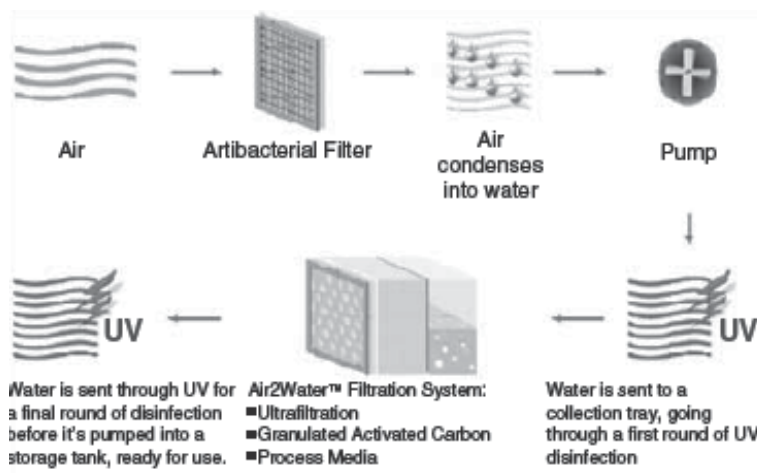 Air
Artibacterial Filter
Air
condenses
into water
Pump
UV
Water is sent to a
collection tray, going
through a first round of UV
disinfection
Air2Water™ Filtration System:
■Ultrafiltration
■Granulated Activated Carbon
■Process Media
UV
Water is sent through UV for
a final round of disinfection
before it's pumped into a
storage tank, ready for use.